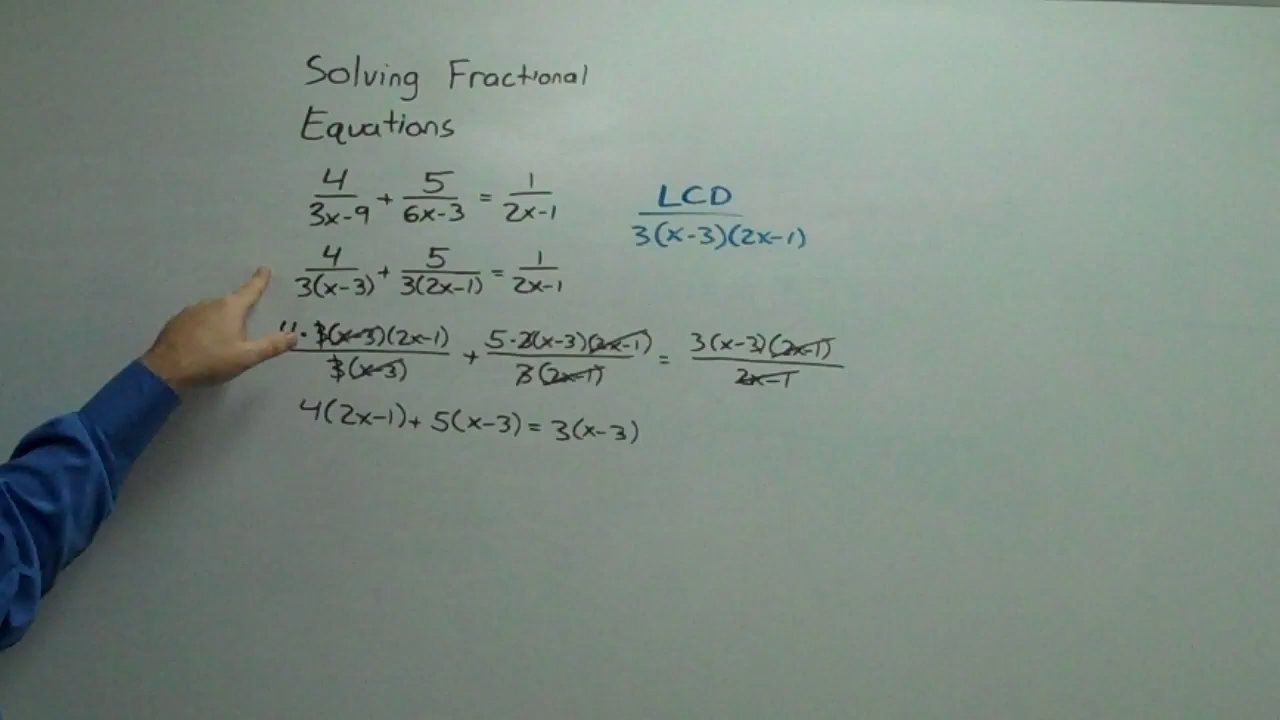 Solving Fractional
Equations
4/(3x-9) + 5/(6x-3) = 1/(2x-1)
LCD
3(x-3)(2x-1)
4/(3(x-3)) + 5/(3(2x-1)) = 1/(2x-1)
4·3(x-3)(2x-1)/(3(x-3)) + 5·3(x-3)(2x-1)/(3(2x-1)) = 3(x-3)(2x-1)/(2x-1)
4(2x-1) + 5(x-3) = 3(x-3)